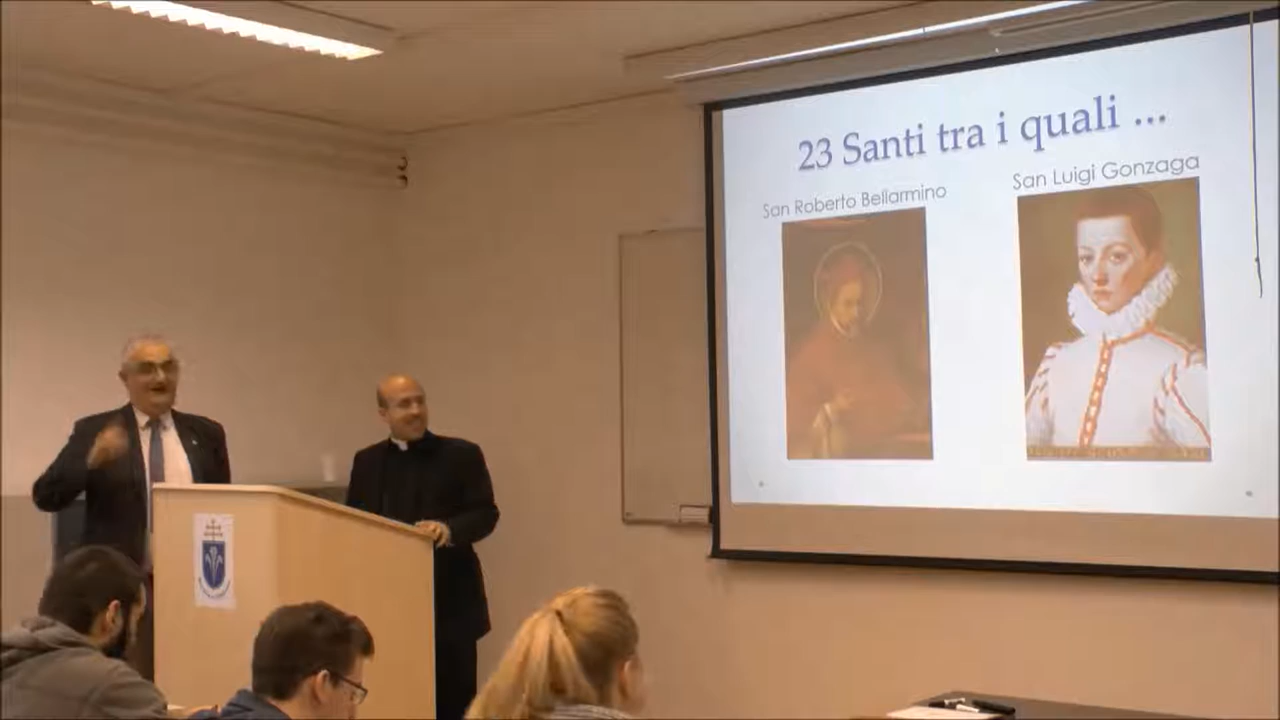 23 Santi tra i quali ...
San Roberto Bellarmino
San Luigi Gonzaga